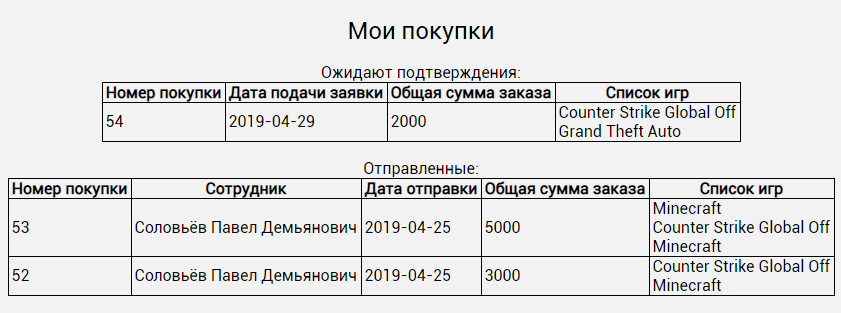 Мои покупки
Ожидают подтверждения:
Номер покупки Дата подачи заявки Общая сумма заказа Список игр
54 2019-04-29 2000 Counter Strike Global Off
Grand Theft Auto
Отправленные:
Номер покупки Сотрудник Дата отправки Общая сумма заказа Список игр
Minecraft
53 Соловьёв Павел Демьянович 2019-04-25 5000 Counter Strike Global Off
Minecraft
52 Соловьёв Павел Демьянович 2019-04-25 3000 Counter Strike Global Off
Minecraft